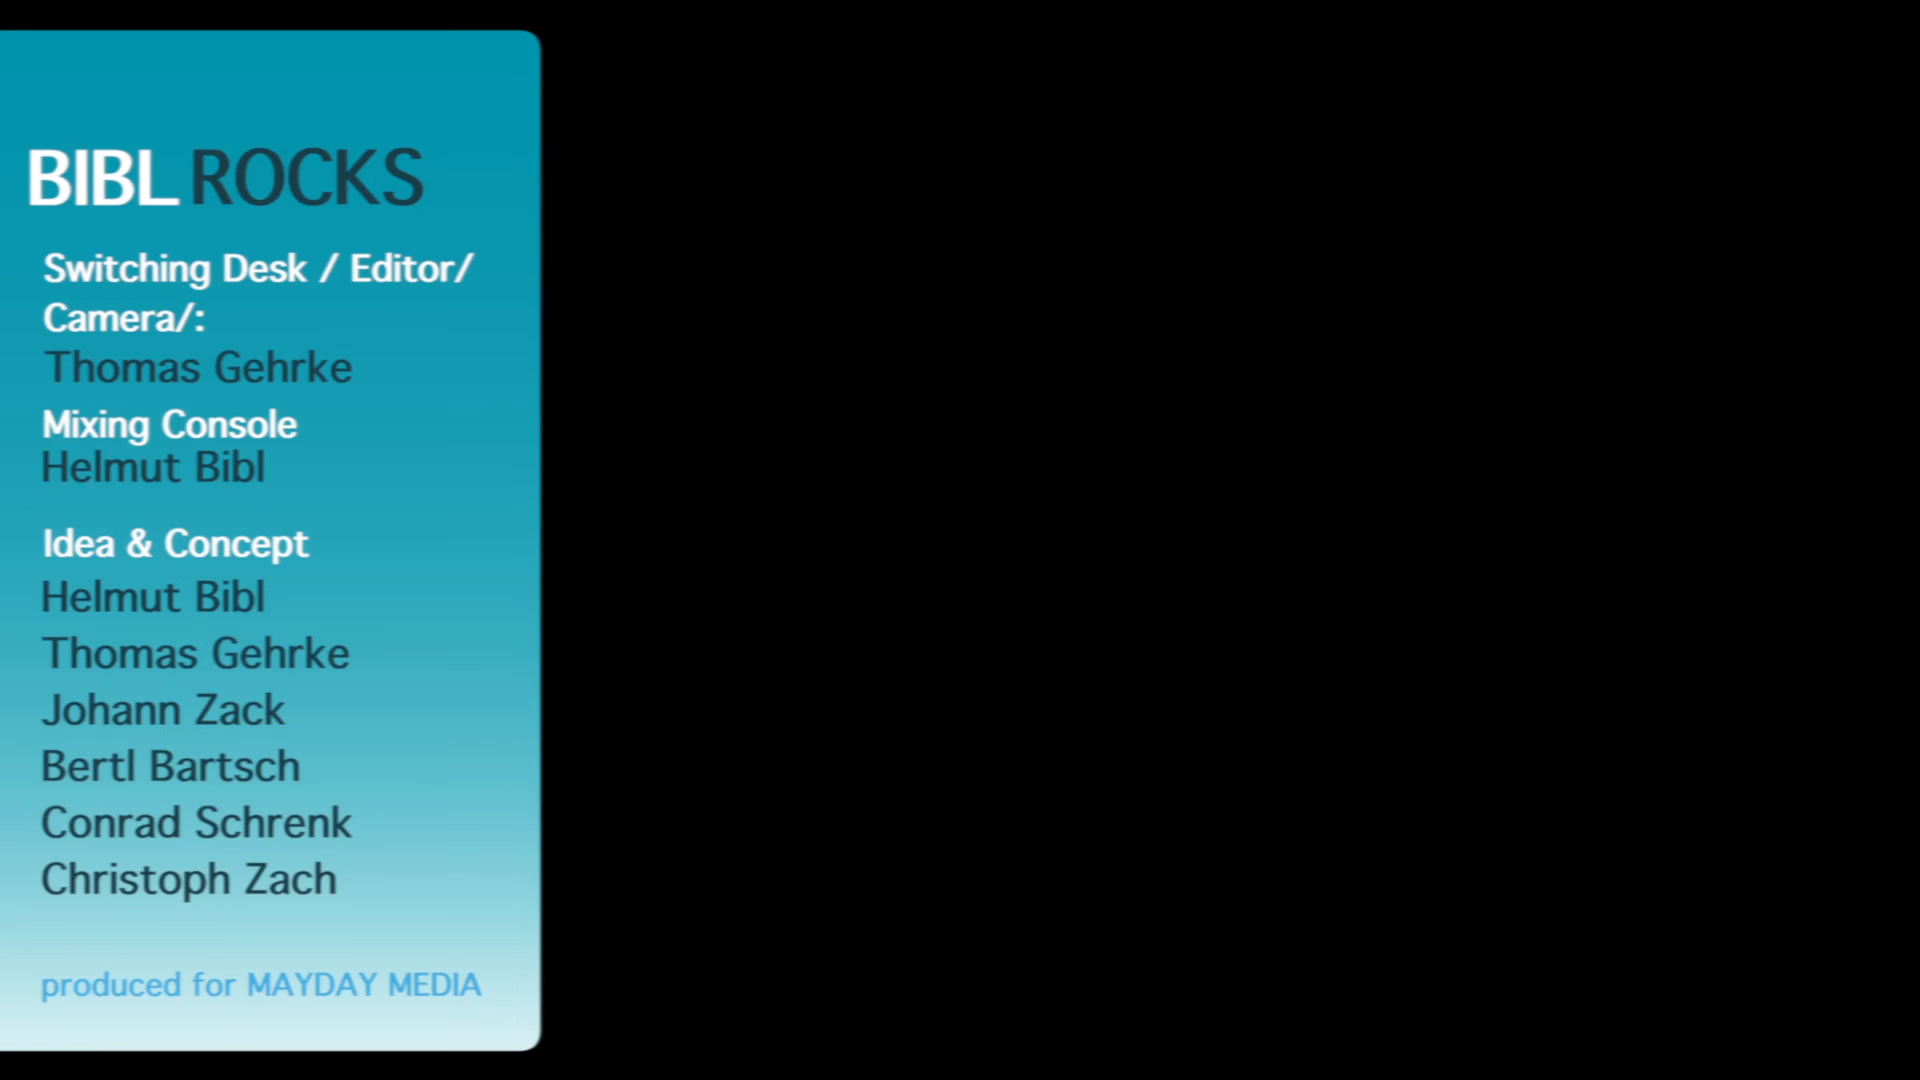 BIBL ROCKS
Switching Desk / Editor/
Camera/:
Thomas Gehrke
Mixing Console
Helmut Bibl
Idea & Concept
Helmut Bibl
Thomas Gehrke
Johann Zack
Bertl Bartsch
Conrad Schrenk
Christoph Zach
produced for MAYDAY MEDIA